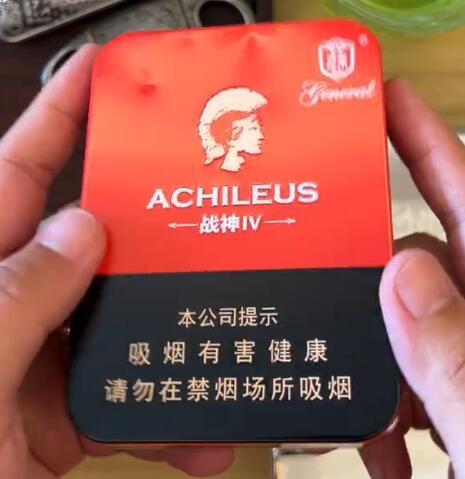 General
ACHILEUS
战神IV
本公司提示
吸烟有害健康
请勿在禁烟场所吸烟